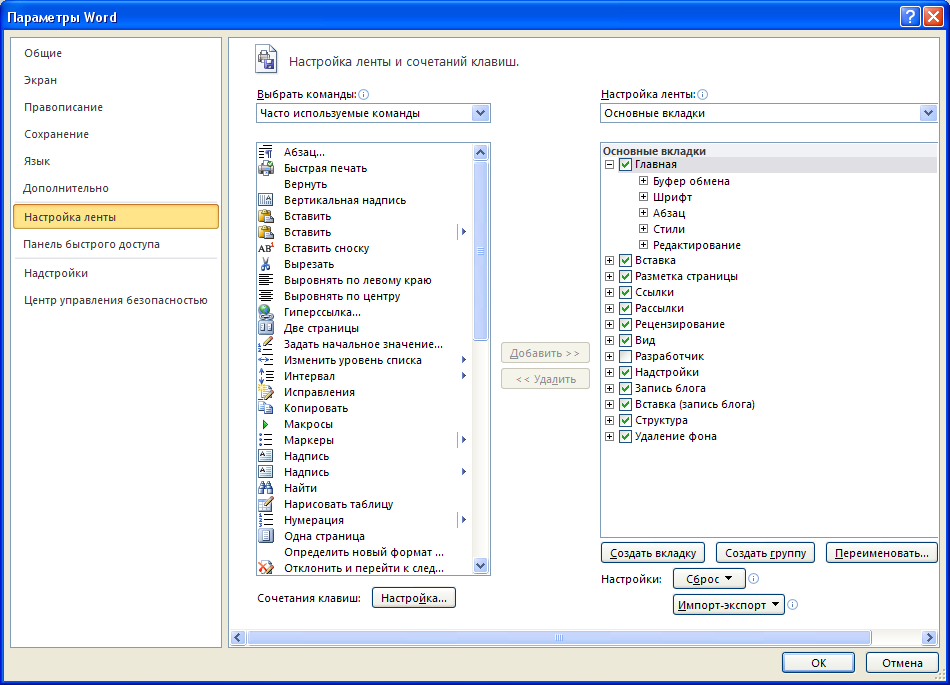 Параметры Word
Общие
Экран
Правописание
Сохранение
Язык
Дополнительно
Настройка ленты
Панель быстрого доступа
Надстройки
Центр управления безопасностью
Настройка ленты и сочетаний клавиш.
Выбрать команды:
Часто используемые команды
Абзац...
Быстрая печать
Вернуть
Вертикальная надпись
Вставить
Вставить
Вставить сноску
Вырезать
Выровнять по левому краю
Выровнять по центру
Гиперссылка...
Две страницы
Задать начальное значение...
Изменить уровень списка
Интервал
Исправления
Копировать
Макросы
Маркеры
Надпись
Надпись
Найти
Нарисовать таблицу
Нумерация
Одна страница
Определить новый формат ...
Отклонить и перейти к след...
Сочетания клавиш: Настройка...
Добавить >>
<< Удалить
Настройка ленты:
Основные вкладки
Основные вкладки
Главная
Буфер обмена
Шрифт
Абзац
Стили
Редактирование
Вставка
Разметка страницы
Ссылки
Рассылки
Рецензирование
Вид
Разработчик
Надстройки
Запись блога
Вставка (запись блога)
Структура
Удаление фона
Создать вкладку Создать группу Переименовать...
Настройки: Сброс
Импорт-экспорт
ОК Отмена